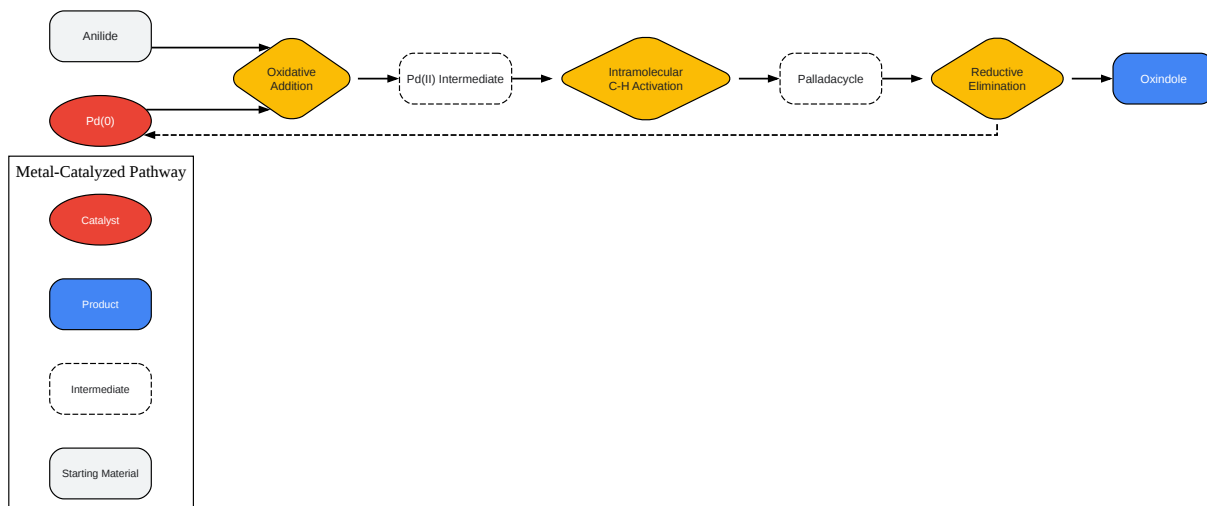 Anilide
Oxidative
Addition
Pd(II) Intermediate
Intramolecular
C-H Activation
Palladacycle
Reductive
Elimination
Oxindole
Pd(0)
Metal-Catalyzed Pathway
Catalyst
Product
Intermediate
Starting Material